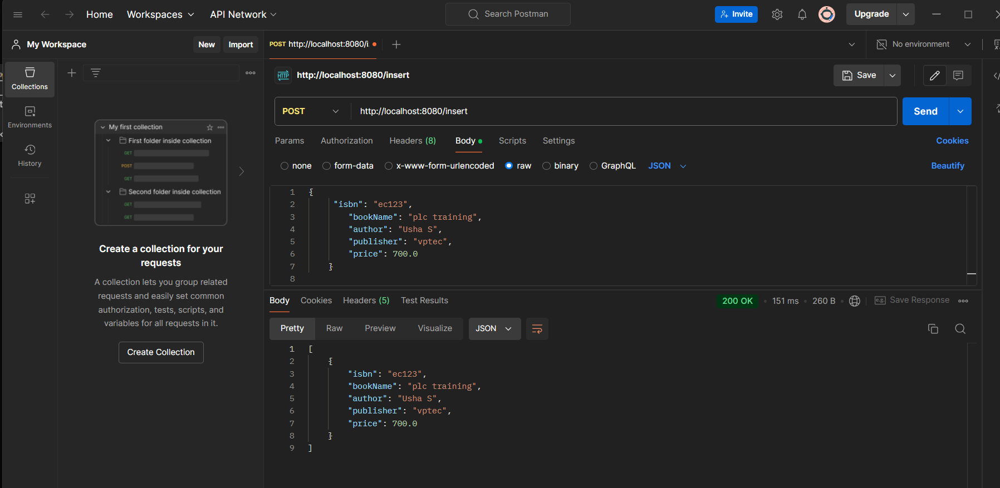 Home Workspaces API Network Search Postman Invite Upgrade
My Workspace New Import POST http://localhost:8080/i No environment
Collections
Environments
History
My first collection
First folder inside collection
GET
POST
GET
Second folder inside collection
GET
GET
Create a collection for your
requests
A collection lets you group related
requests and easily set common
authorization, tests, scripts, and
variables for all requests in it.
Create Collection
HTTP http://localhost:8080/insert Save
POST http://localhost:8080/insert Send
Params Authorization Headers (8) Body Scripts Settings Cookies
none form-data x-www-form-urlencoded raw binary GraphQL JSON Beautify
1 {
2 "isbn": "ec123",
3 "bookName": "plc training",
4 "author": "Usha S",
5 "publisher": "vptec",
6 "price": 700.0
7 }
8
Body Cookies Headers (5) Test Results 200 OK 151 ms 260 B e.g. Save Response
Pretty Raw Preview Visualize JSON
1 [
2 {
3 "isbn": "ec123",
4 "bookName": "plc training",
5 "author": "Usha S",
6 "publisher": "vptec",
7 "price": 700.0
8 }
9 ]